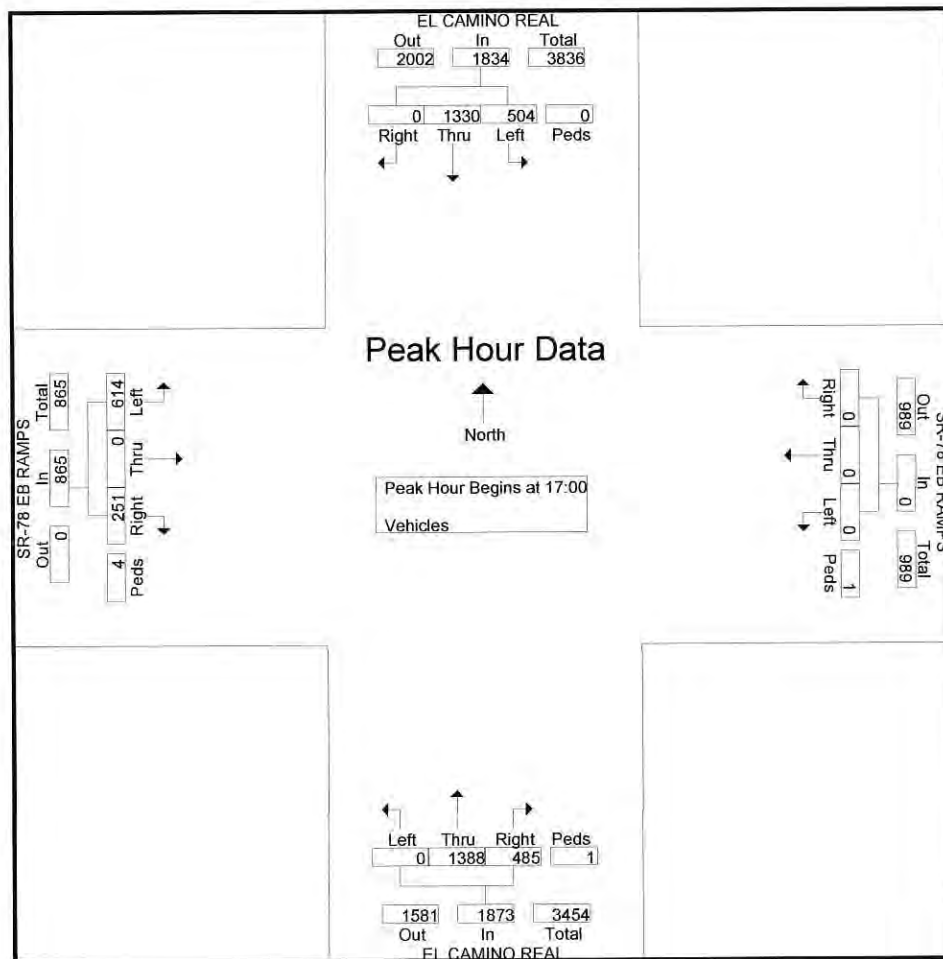 EL CAMINO REAL
Out In Total
2002 1834 3836
0 1330 504 0
Right Thru Left Peds
Peak Hour Data
North
Peak Hour Begins at 17:00
Vehicles
SR-78 EB RAMPS
Total In Out
865 865 0
614 0 251 4
Left Thru Right Peds
Right Thru Left Peds
0 0 0 1
989 0 989
Out In Total
SR-78 EB RAMPS
Left Thru Right Peds
0 1388 485 1
1581 1873 3454
Out In Total
EL CAMINO REAL